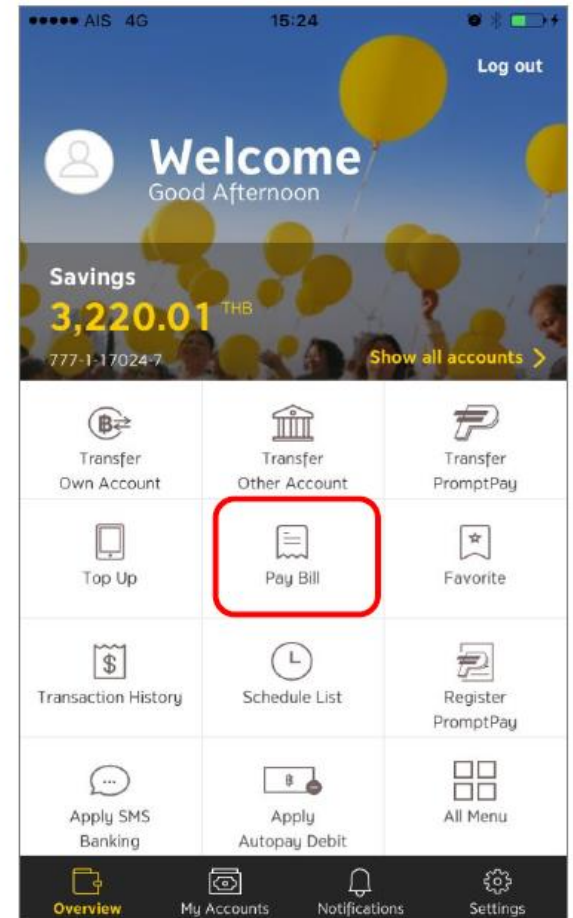 AIS 4G 15:24
Log out
Welcome
Good Afternoon
Savings
3,220.01 THB
777-1-17024-7
Show all accounts
Transfer
Own Account
Transfer
Other Account
Transfer
PromptPay
Top Up
Pay Bill
Favorite
Transaction History
Schedule List
Register
PromptPay
Apply SMS
Banking
Apply
Autopay Debit
All Menu
Overview
My Accounts
Notifications
Settings